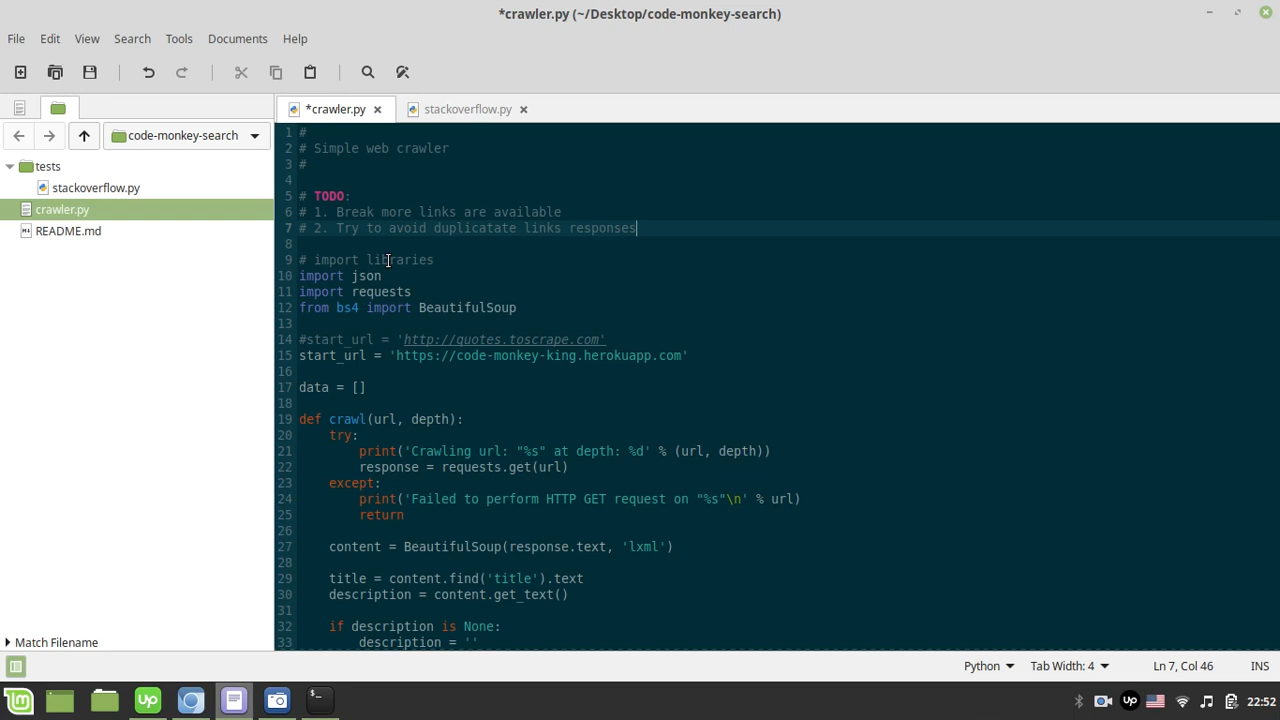 *crawler.py (~/Desktop/code-monkey-search)
File Edit View Search Tools Documents Help
*crawler.py stackoverflow.py
code-monkey-search
tests
stackoverflow.py
crawler.py
README.md
Match Filename
1 #
2 # Simple web crawler
3 #
4
5 # TODO:
6 # 1. Break more links are available
7 # 2. Try to avoid duplicatate links responses
8
9 # import libraries
10 import json
11 import requests
12 from bs4 import BeautifulSoup
13
14 #start_url = 'http://quotes.toscrape.com'
15 start_url = 'https://code-monkey-king.herokuapp.com'
16
17 data = []
18
19 def crawl(url, depth):
20     try:
21         print('Crawling url: "%s" at depth: %d' % (url, depth))
22         response = requests.get(url)
23     except:
24         print('Failed to perform HTTP GET request on "%s"\n' % url)
25         return
26
27     content = BeautifulSoup(response.text, 'lxml')
28
29     title = content.find('title').text
30     description = content.get_text()
31
32     if description is None:
33         description = ''
Python Tab Width: 4 Ln 7, Col 46 INS
up $_ up 22:52